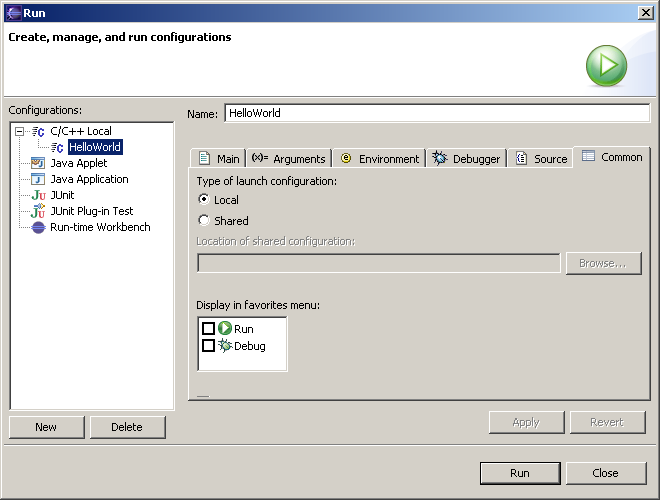 Run
Create, manage, and run configurations
Configurations:
C/C++ Local
HelloWorld
Java Applet
Java Application
JUnit
JUnit Plug-in Test
Run-time Workbench
New Delete
Name: HelloWorld
Main (x)= Arguments Environment Debugger Source Common
Type of launch configuration:
Local
Shared
Location of shared configuration:
Browse...
Display in favorites menu:
Run
Debug
Apply Revert
Run Close